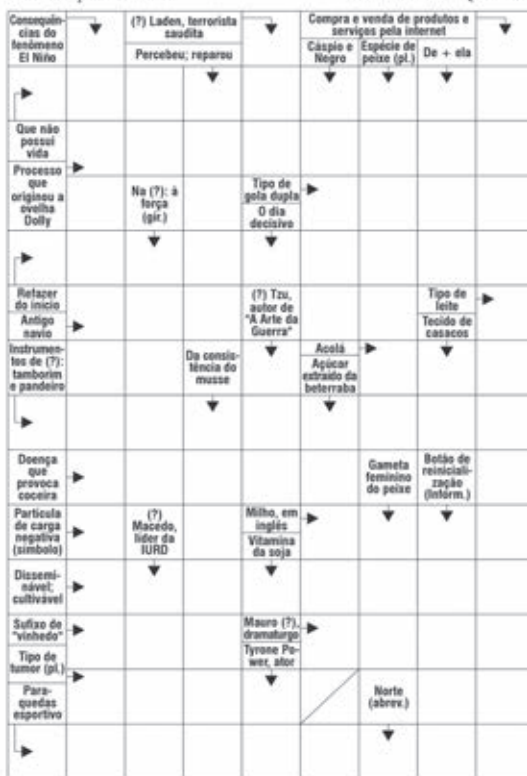 Consequên-
cias do
fenômeno
El Niño
(?) Laden, terrorista
saudita
Percebeu; reparou
Compra e venda de produtos e
serviços pela internet
Cáspio e
Negro
Espécie de
peixe (pl.)
De + ela
Que não
possui
vida
Processo
que
originou a
ovelha
Dolly
Na (?): à
força
(gír.)
Tipo de
gola dupla
O dia
decisivo
Refazer
do início
Antigo
navio
(?) Tzu,
autor de
"A Arte da
Guerra"
Tipo de
leite
Tecido de
casacos
Instrumen-
tos de (?):
tamborim
e pandeiro
Da consis-
tência do
musse
Acolá
Açúcar
extraído da
beterraba
Doença
que
provoca
coceira
Gameta
feminino
do peixe
Botão de
reiniciali-
zação
(Inform.)
Partícula
de carga
negativa
(símbolo)
(?)
Macedo,
líder da
IURD
Milho, em
inglês
Vitamina
da soja
Dissemi-
nável;
cultivável
Sufixo de
"vinhedo"
Tipo de
tumor (pl.)
Mauro (?),
dramaturgo
Tyrone Po-
wer, ator
Para-
quedas
esportivo
Norte
(abrev.)